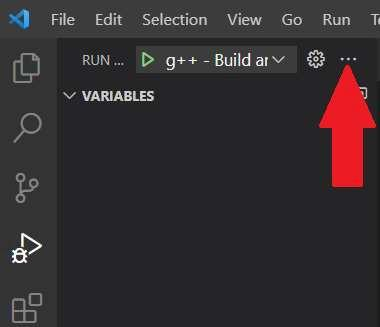 File Edit Selection View Go Run
RUN ... g++ - Build ar
VARIABLES